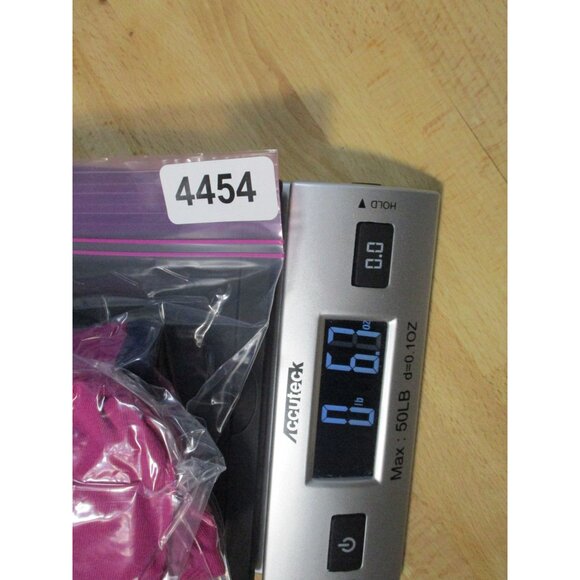 4454
HOLD ▲
0.0
0 lb 6.0 oz
Accuteck
Max : 50LB d=0.1OZ